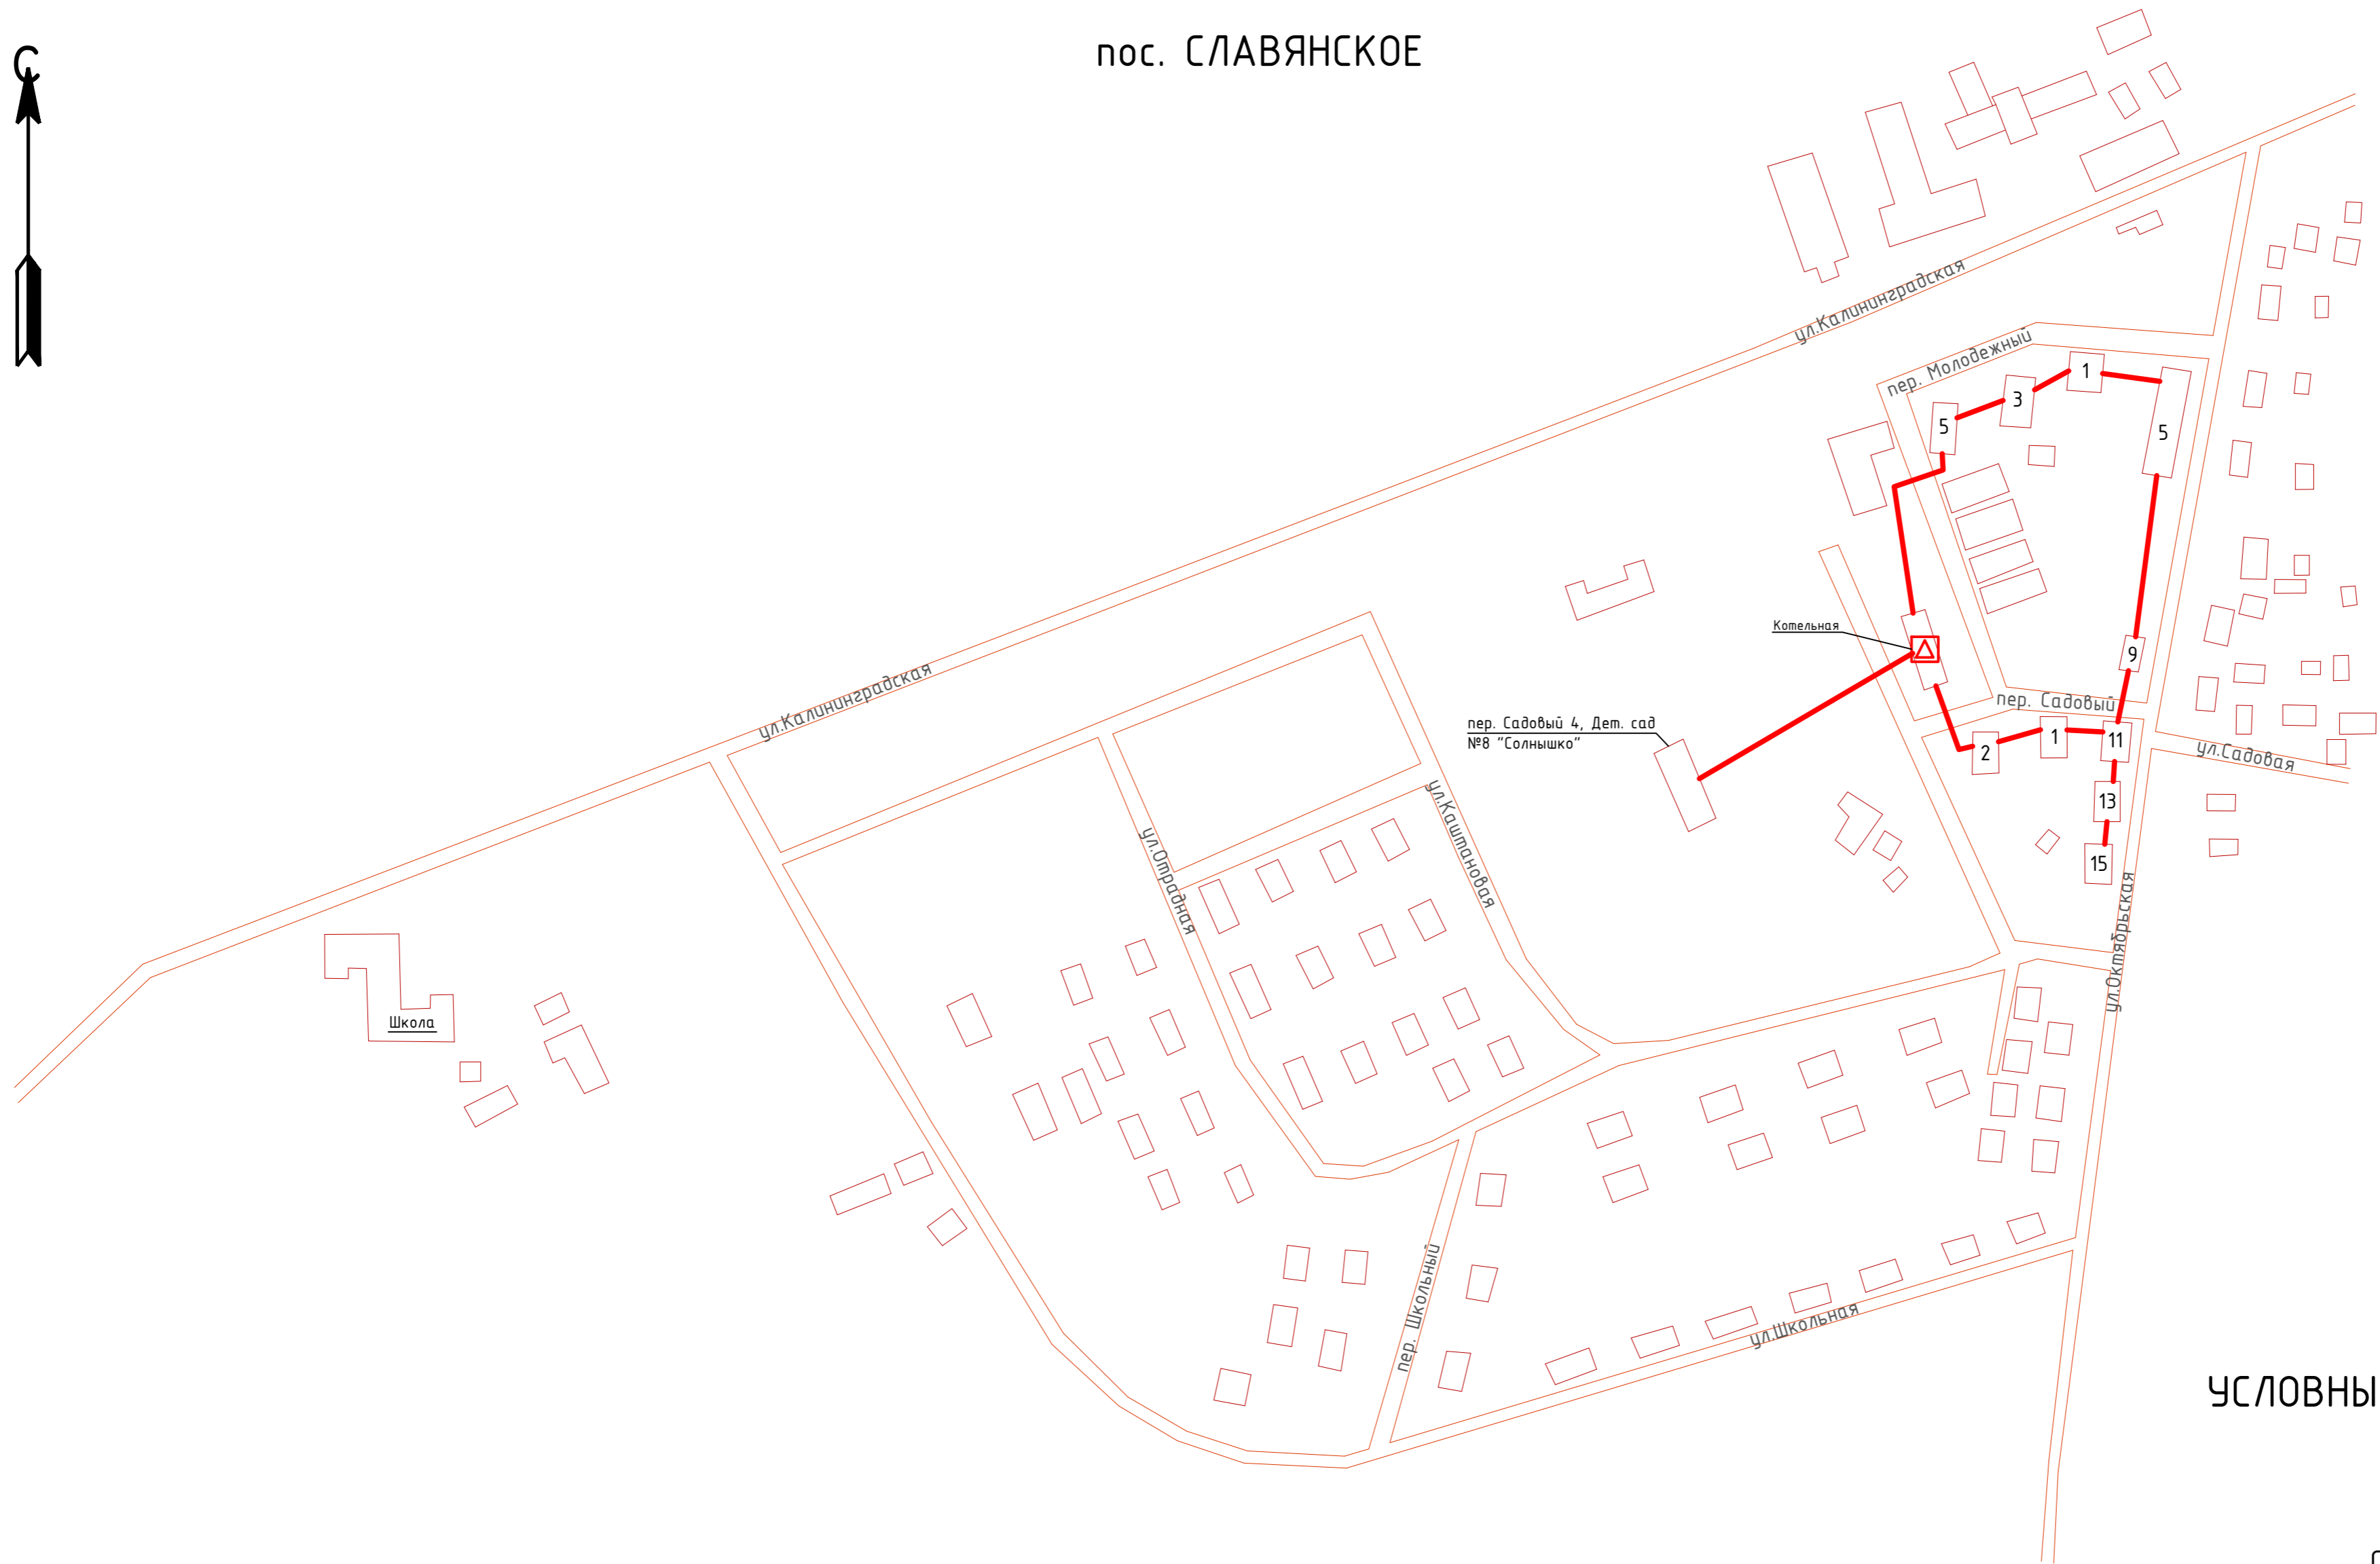 пос. СЛАВЯНСКОЕ
С
ул.Калининградская
пер. Молодежный
1
3
5
5
Котельная
9
ул.Калининградская
пер. Садовый
пер. Садовый 4, Дет. сад
№8 "Солнышко"
2
1
11
ул.Садовая
13
15
ул.Каштановая
ул.Отрадная
ул.Октябрьская
Школа
пер. Школьный
ул.Школьная
УСЛОВНЫ